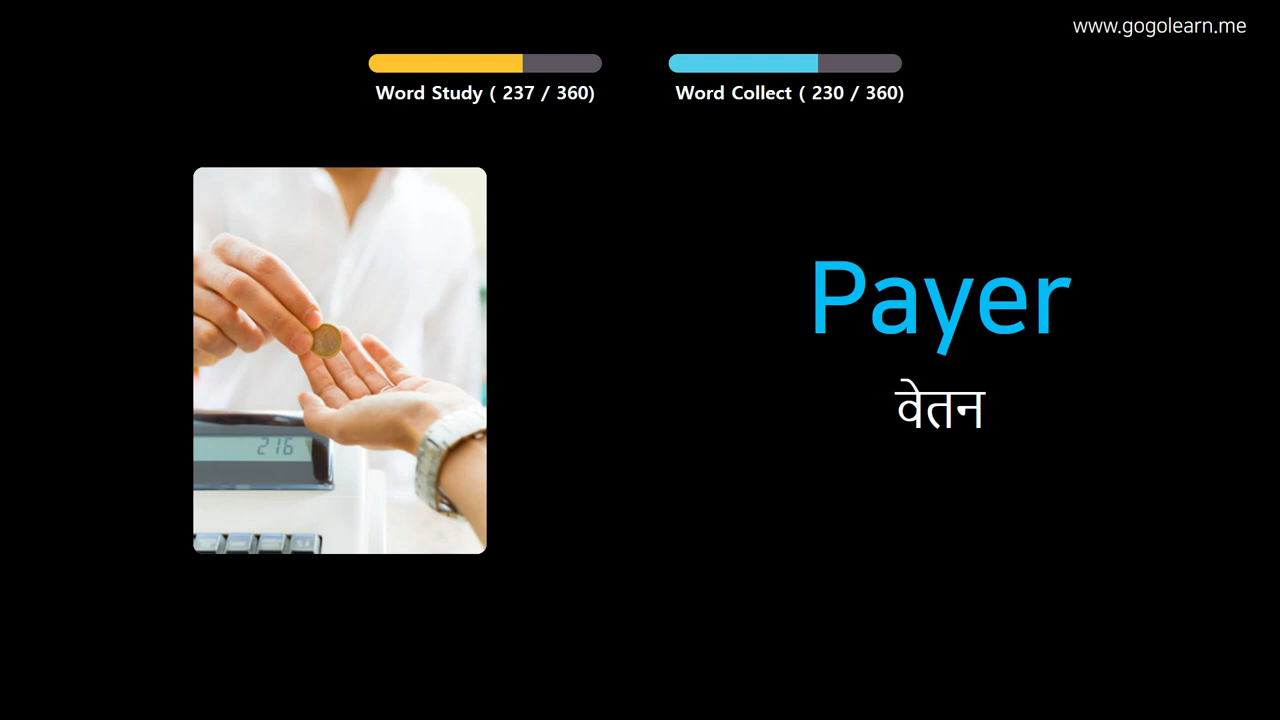 www.gogolearn.me
Word Study ( 237 / 360)
Word Collect ( 230 / 360)
Payer
वेतन
216